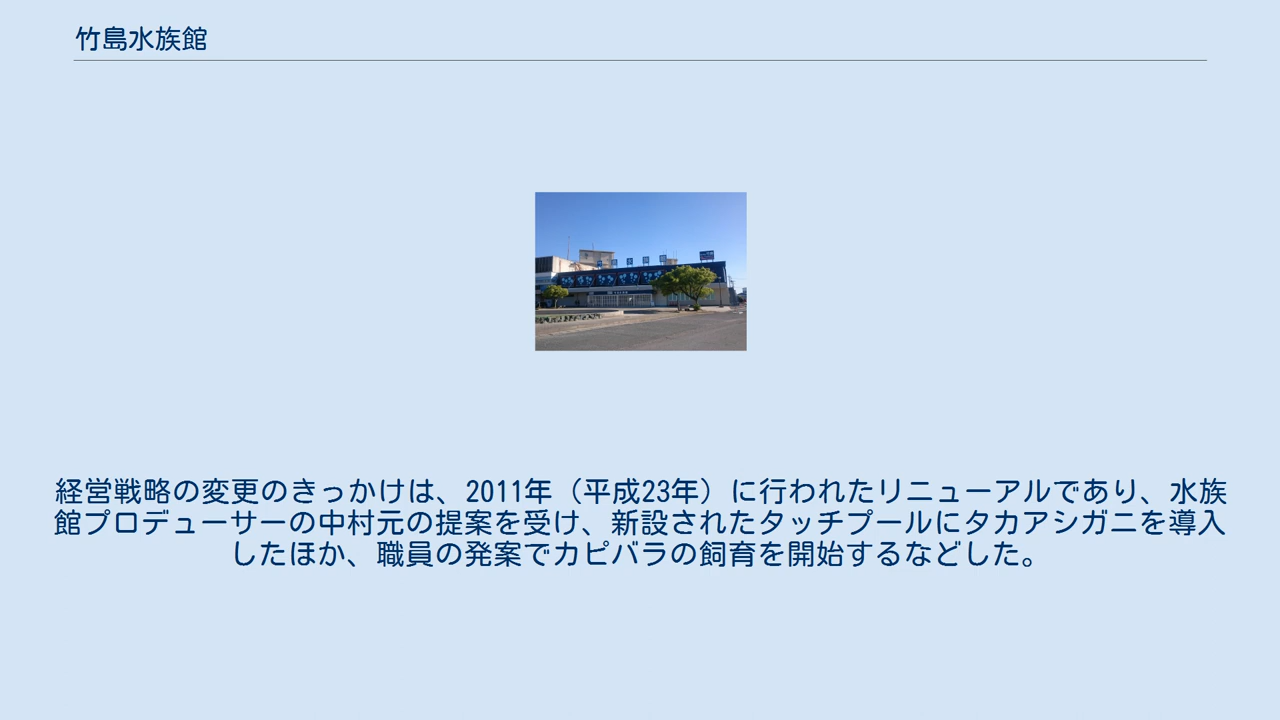 竹島水族館
経営戦略の変更のきっかけは、2011年（平成23年）に行われたリニューアルであり、水族
館プロデューサーの中村元の提案を受け、新設されたタッチプールにタカアシガニを導入
したほか、職員の発案でカピバラの飼育を開始するなどした。